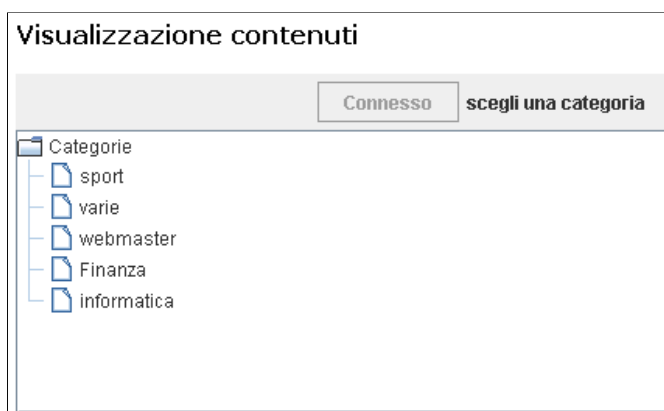 Visualizzazione contenuti
Connesso scegli una categoria
Categorie
sport
varie
webmaster
Finanza
informatica